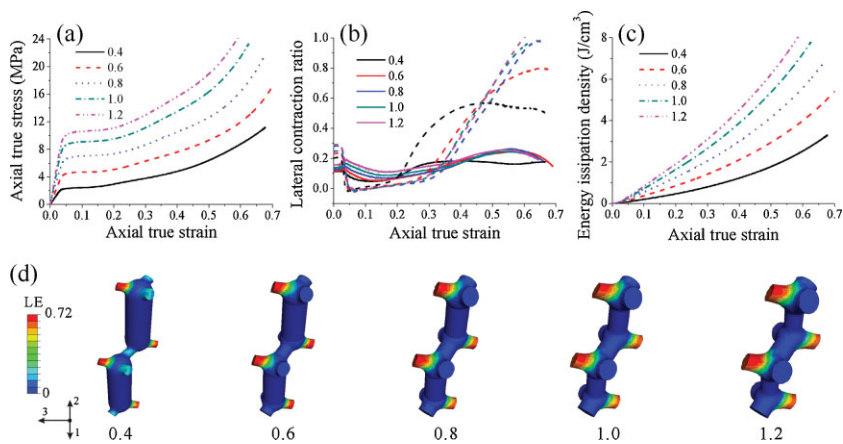 (a)
Axial true stress (MPa)
24
20
16
12
8
4
0
0.4
0.6
0.8
1.0
1.2
0.0 0.1 0.2 0.3 0.4 0.5 0.6 0.7
Axial true strain
(b)
Lateral contraction ratio
1.0
0.8
0.6
0.4
0.2
0.0
0.4
0.6
0.8
1.0
1.2
0.0 0.1 0.2 0.3 0.4 0.5 0.6 0.7
Axial true strain
(c)
Energy issipation density (J/cm³)
8
6
4
2
0
0.4
0.6
0.8
1.0
1.2
0.0 0.1 0.2 0.3 0.4 0.5 0.6 0.7
Axial true strain
(d)
LE
0.72
0
2
3
1
0.4 0.6 0.8 1.0 1.2